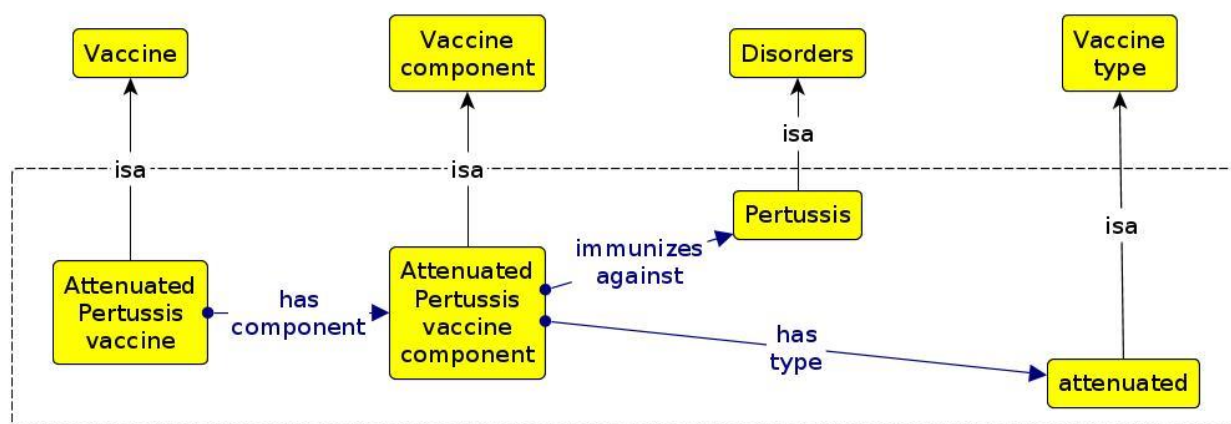 Vaccine
Vaccine
component
Disorders
Vaccine
type
isa
isa
isa
isa
Pertussis
Attenuated
Pertussis
vaccine
has
component
Attenuated
Pertussis
vaccine
component
immunizes
against
has
type
attenuated